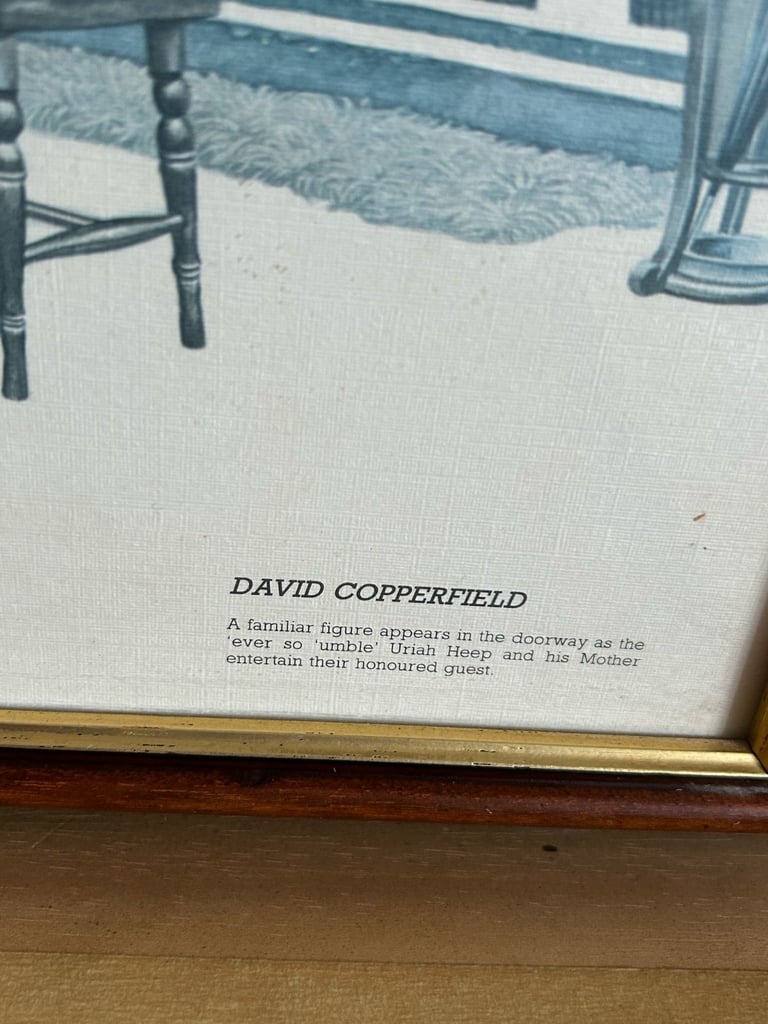 DAVID COPPERFIELD
A familiar figure appears in the doorway as the
'ever so 'umble' Uriah Heep and his Mother
entertain their honoured guest.